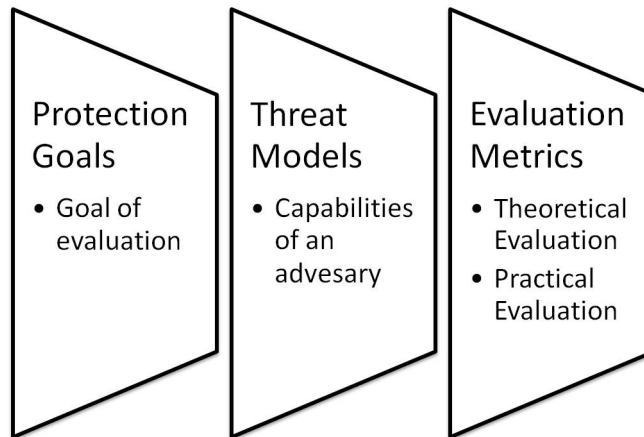 Protection
Goals
• Goal of
evaluation
Threat
Models
• Capabilities
of an
advesary
Evaluation
Metrics
• Theoretical
Evaluation
• Practical
Evaluation